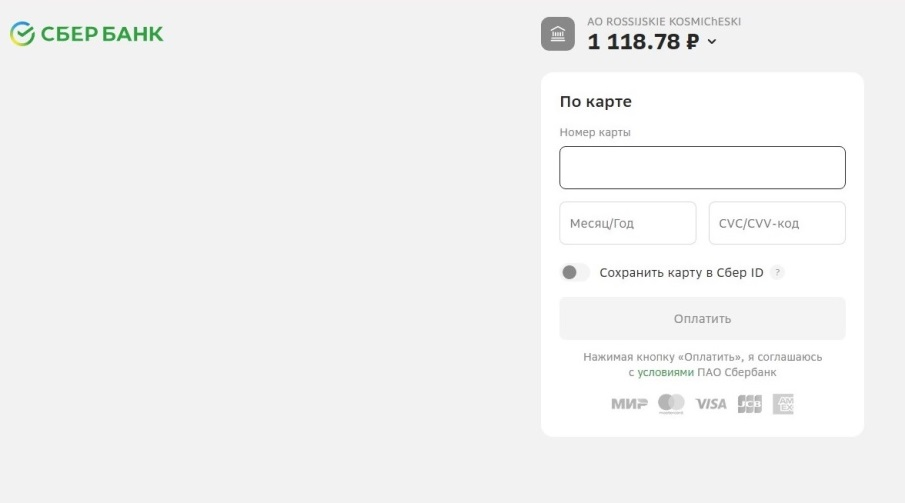 СБЕР БАНК
AO ROSSIJSKIE KOSMICHESKI
1 118.78 ₽
По карте
Номер карты
Месяц/Год
CVC/CVV-код
Сохранить карту в Сбер ID ?
Оплатить
Нажимая кнопку «Оплатить», я соглашаюсь
с условиями ПАО Сбербанк
МИР VISA JCB AMEX